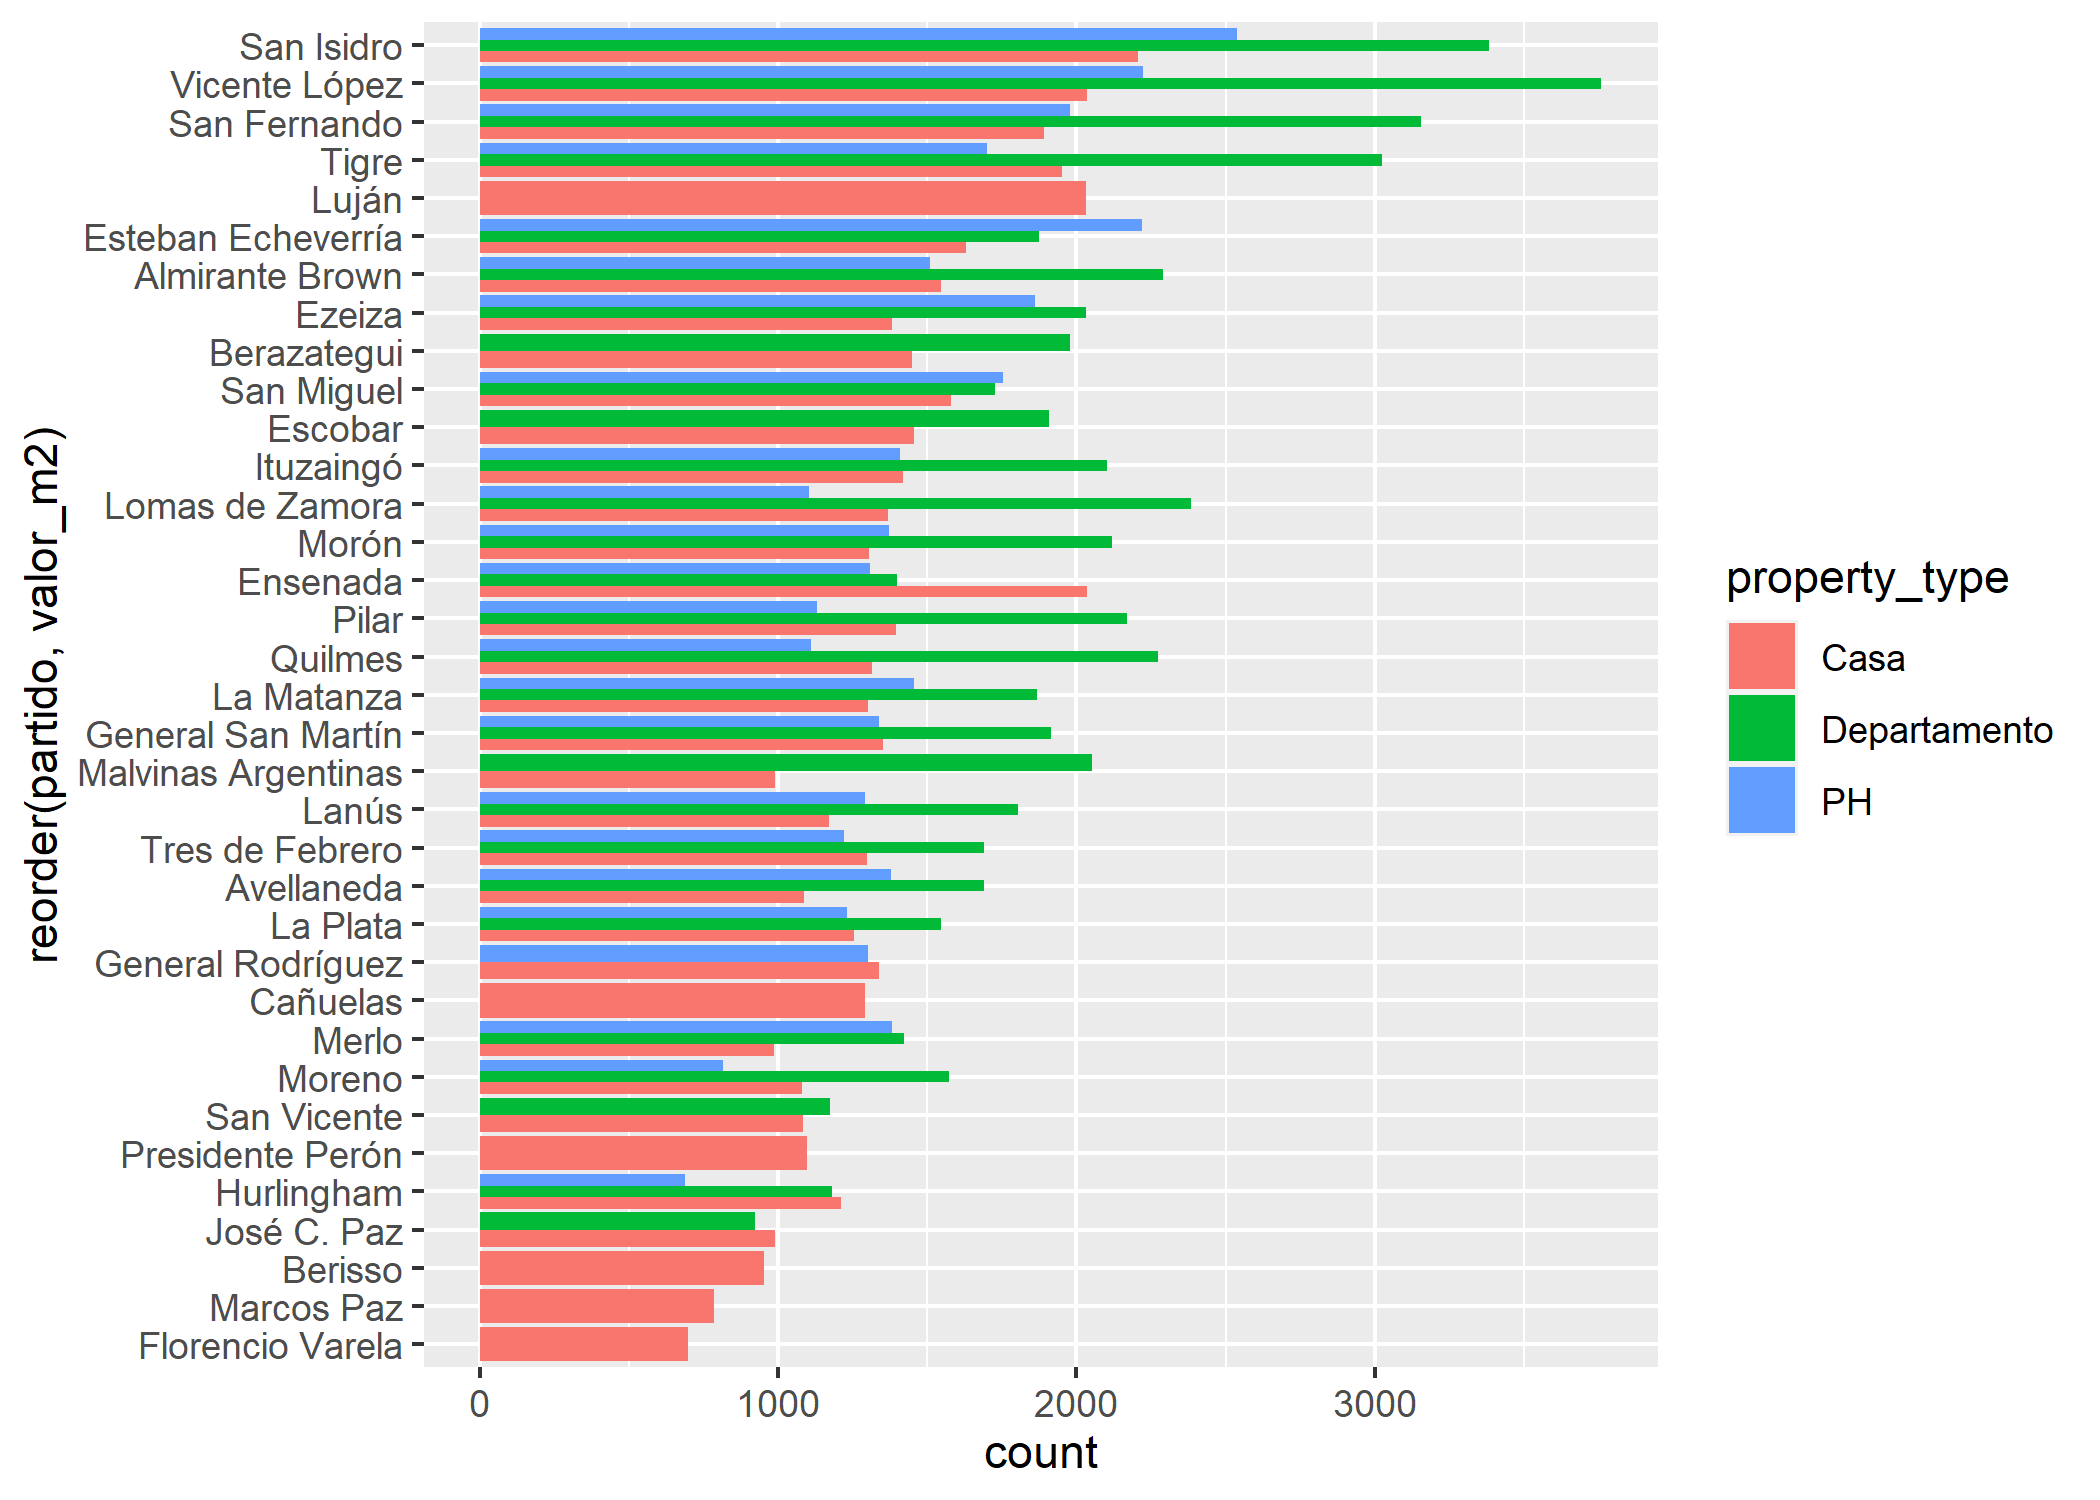 San Isidro
Vicente López
San Fernando
Tigre
Luján
Esteban Echeverría
Almirante Brown
Ezeiza
Berazategui
San Miguel
Escobar
Ituzaingó
Lomas de Zamora
Morón
Ensenada
Pilar
Quilmes
La Matanza
General San Martín
Malvinas Argentinas
Lanús
Tres de Febrero
Avellaneda
La Plata
General Rodríguez
Cañuelas
Merlo
Moreno
San Vicente
Presidente Perón
Hurlingham
José C. Paz
Berisso
Marcos Paz
Florencio Varela
reorder(partido, valor_m2)
0 1000 2000 3000
count
property_type
Casa
Departamento
PH